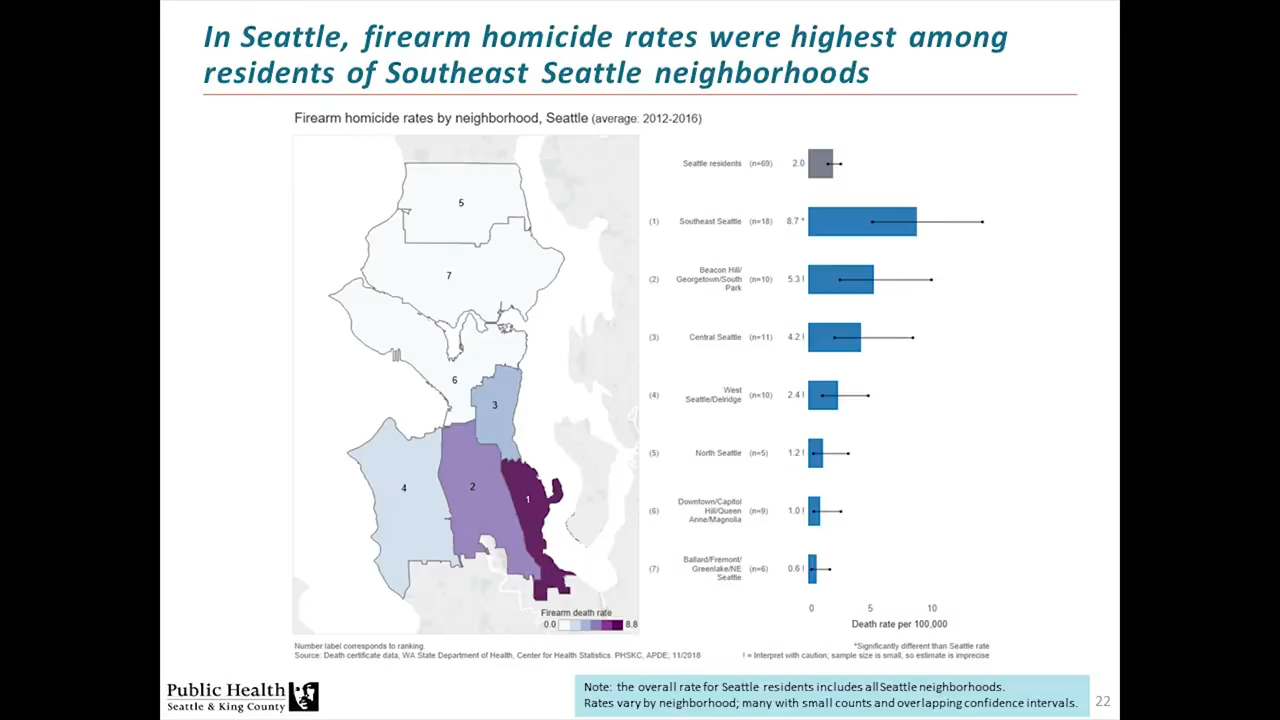 In Seattle, firearm homicide rates were highest among
residents of Southeast Seattle neighborhoods
Firearm homicide rates by neighborhood, Seattle (average: 2012-2016)
5
7
6
3
4
2
1
Firearm death rate
0.0 8.8
Seattle residents (n=69) 2.0
(1) Southeast Seattle (n=18) 8.7 *
Beacon Hill/
(2) Georgetown/South (n=10) 5.3 !
Park
(3) Central Seattle (n=11) 4.2 !
West
(4) Seattle/Delridge (n=10) 2.4 !
(5) North Seattle (n=5) 1.2 !
Downtown/Capitol
(6) Hill/Queen (n=9) 1.0 !
Anne/Magnolia
Ballard/Fremont/
(7) Greenlake/NE (n=6) 0.6 !
Seattle
0 5 10
Death rate per 100,000
Number label corresponds to ranking
Source: Death certificate data, WA State Department of Health, Center for Health Statistics. PHSKC, APDE; 11/2018
*Significantly different than Seattle rate
! = Interpret with caution; sample size is small, so estimate is imprecise
Public Health
Seattle & King County
Note: the overall rate for Seattle residents includes all Seattle neighborhoods.
Rates vary by neighborhood; many with small counts and overlapping confidence intervals.
22